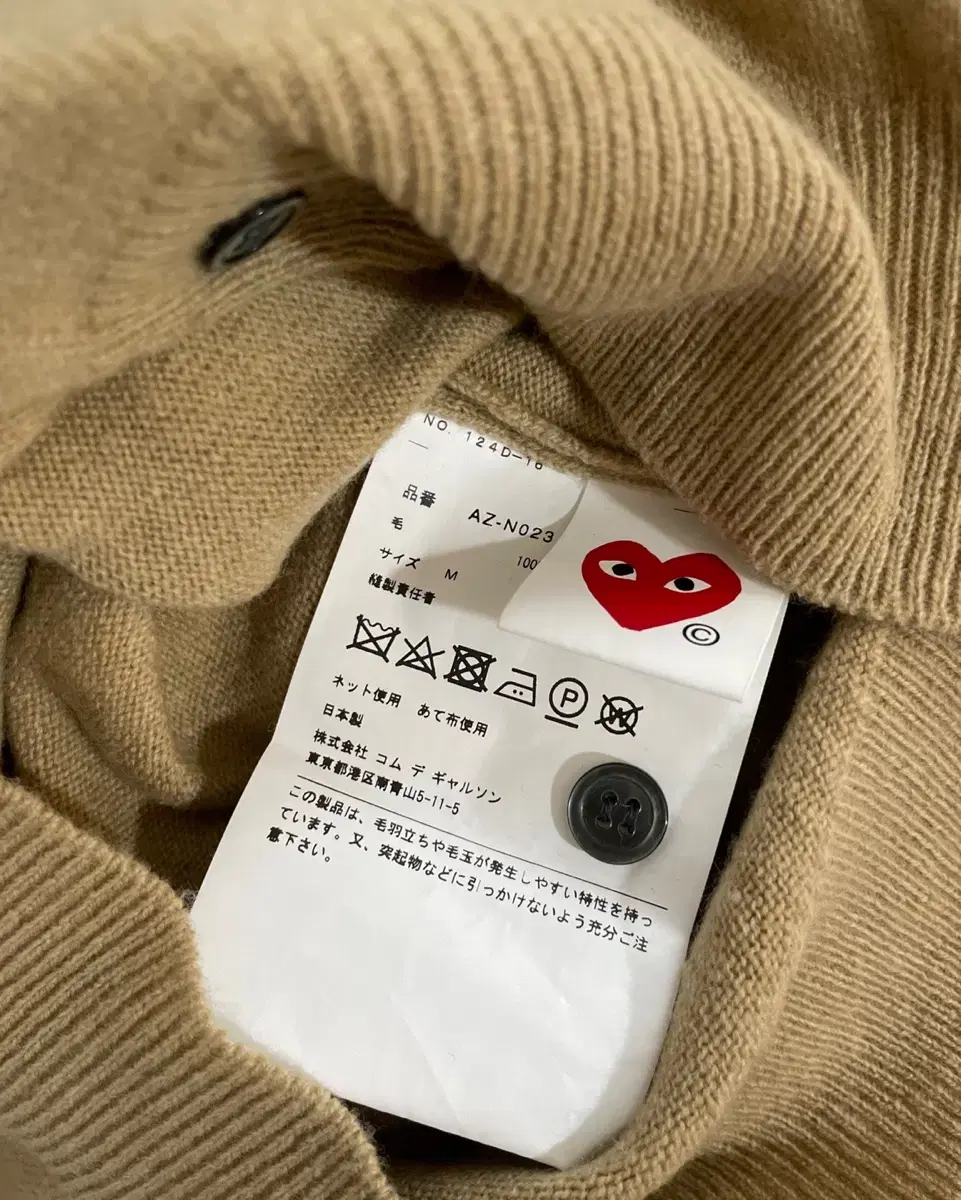 NO. 124D-16
品番 AZ-N023
毛 100
サイズ M
縫製責任者
P W
ネット使用 あて布使用
日本製
株式会社 コム デ ギャルソン
東京都港区南青山5-11-5
この製品は、毛羽立ちや毛玉が発生しやすい特性を持っ
ています。又、突起物などに引っかけないよう充分ご注
意下さい。
©